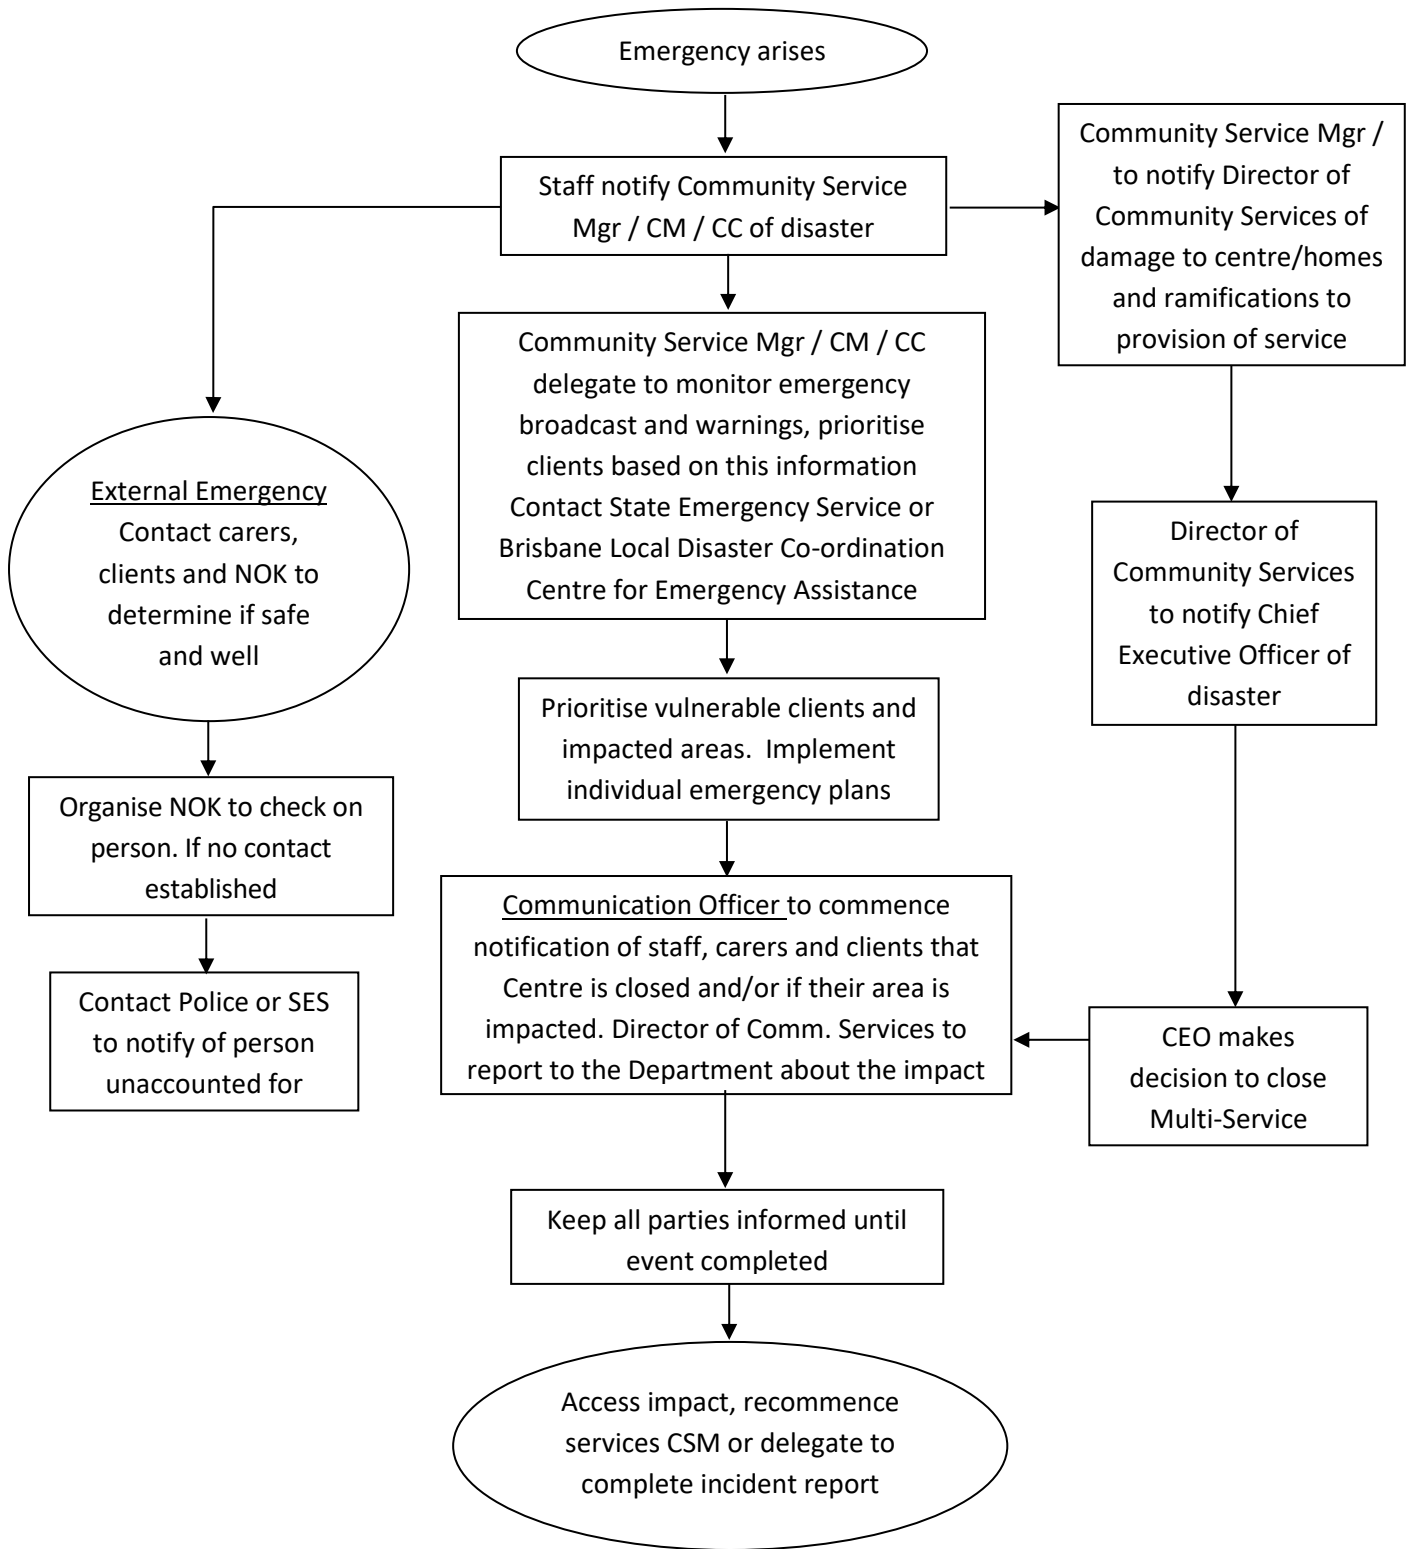 Emergency arises
Staff notify Community Service
Mgr / CM / CC of disaster
Community Service Mgr /
to notify Director of
Community Services of
damage to centre/homes
and ramifications to
provision of service
Community Service Mgr / CM / CC
delegate to monitor emergency
broadcast and warnings, prioritise
clients based on this information
Contact State Emergency Service or
Brisbane Local Disaster Co-ordination
Centre for Emergency Assistance
External Emergency
Contact carers,
clients and NOK to
determine if safe
and well
Director of
Community Services
to notify Chief
Executive Officer of
disaster
Prioritise vulnerable clients and
impacted areas.  Implement
individual emergency plans
Organise NOK to check on
person. If no contact
established
Communication Officer to commence
notification of staff, carers and clients that
Centre is closed and/or if their area is
impacted. Director of Comm. Services to
report to the Department about the impact
Contact Police or SES
to notify of person
unaccounted for
CEO makes
decision to close
Multi-Service
Keep all parties informed until
event completed
Access impact, recommence
services CSM or delegate to
complete incident report